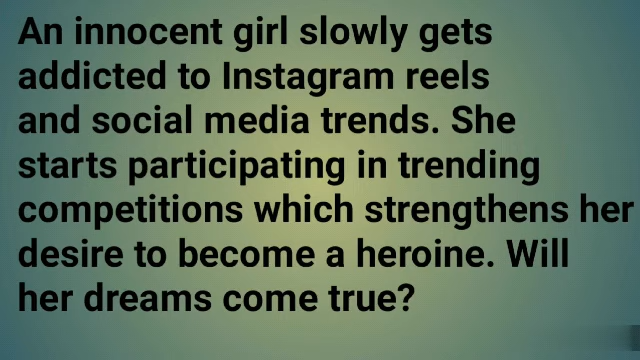 An innocent girl slowly gets
addicted to Instagram reels
and social media trends. She
starts participating in trending
competitions which strengthens her
desire to become a heroine. Will
her dreams come true?